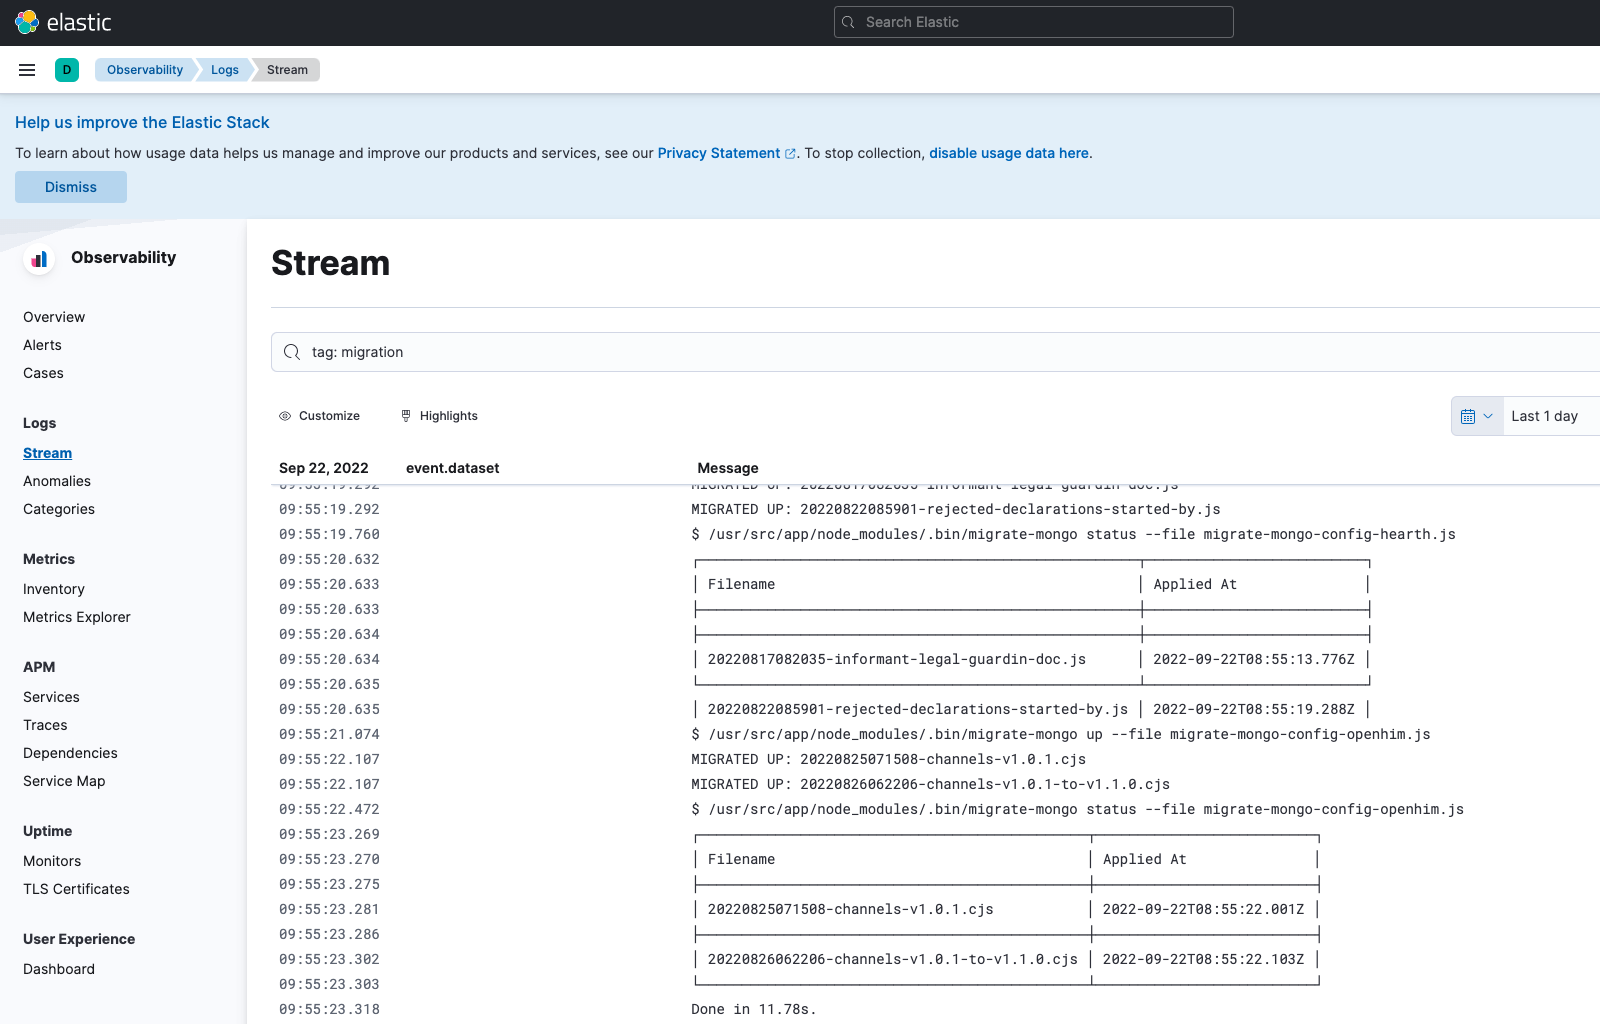 elastic
Search Elastic
D
Observability
Logs
Stream
Help us improve the Elastic Stack
To learn about how usage data helps us manage and improve our products and services, see our Privacy Statement. To stop collection, disable usage data here.
Dismiss
Observability
Overview
Alerts
Cases
Logs
Stream
Anomalies
Categories
Metrics
Inventory
Metrics Explorer
APM
Services
Traces
Dependencies
Service Map
Uptime
Monitors
TLS Certificates
User Experience
Dashboard
Stream
tag: migration
Customize
Highlights
Last 1 day
Sep 22, 2022 event.dataset Message
09:55:19.292 MIGRATED UP: 20220817082035-informant-legal-guardin-doc.js
09:55:19.292 MIGRATED UP: 20220822085901-rejected-declarations-started-by.js
09:55:19.760 $ /usr/src/app/node_modules/.bin/migrate-mongo status --file migrate-mongo-config-hearth.js
09:55:20.632
09:55:20.633 Filename Applied At
09:55:20.633
09:55:20.634
09:55:20.634 20220817082035-informant-legal-guardin-doc.js 2022-09-22T08:55:13.776Z
09:55:20.635
09:55:20.635 20220822085901-rejected-declarations-started-by.js 2022-09-22T08:55:19.288Z
09:55:21.074 $ /usr/src/app/node_modules/.bin/migrate-mongo up --file migrate-mongo-config-openhim.js
09:55:22.107 MIGRATED UP: 20220825071508-channels-v1.0.1.cjs
09:55:22.107 MIGRATED UP: 20220826062206-channels-v1.0.1-to-v1.1.0.cjs
09:55:22.472 $ /usr/src/app/node_modules/.bin/migrate-mongo status --file migrate-mongo-config-openhim.js
09:55:23.269
09:55:23.270 Filename Applied At
09:55:23.275
09:55:23.281 20220825071508-channels-v1.0.1.cjs 2022-09-22T08:55:22.001Z
09:55:23.286
09:55:23.302 20220826062206-channels-v1.0.1-to-v1.1.0.cjs 2022-09-22T08:55:22.103Z
09:55:23.303
09:55:23.318 Done in 11.78s.